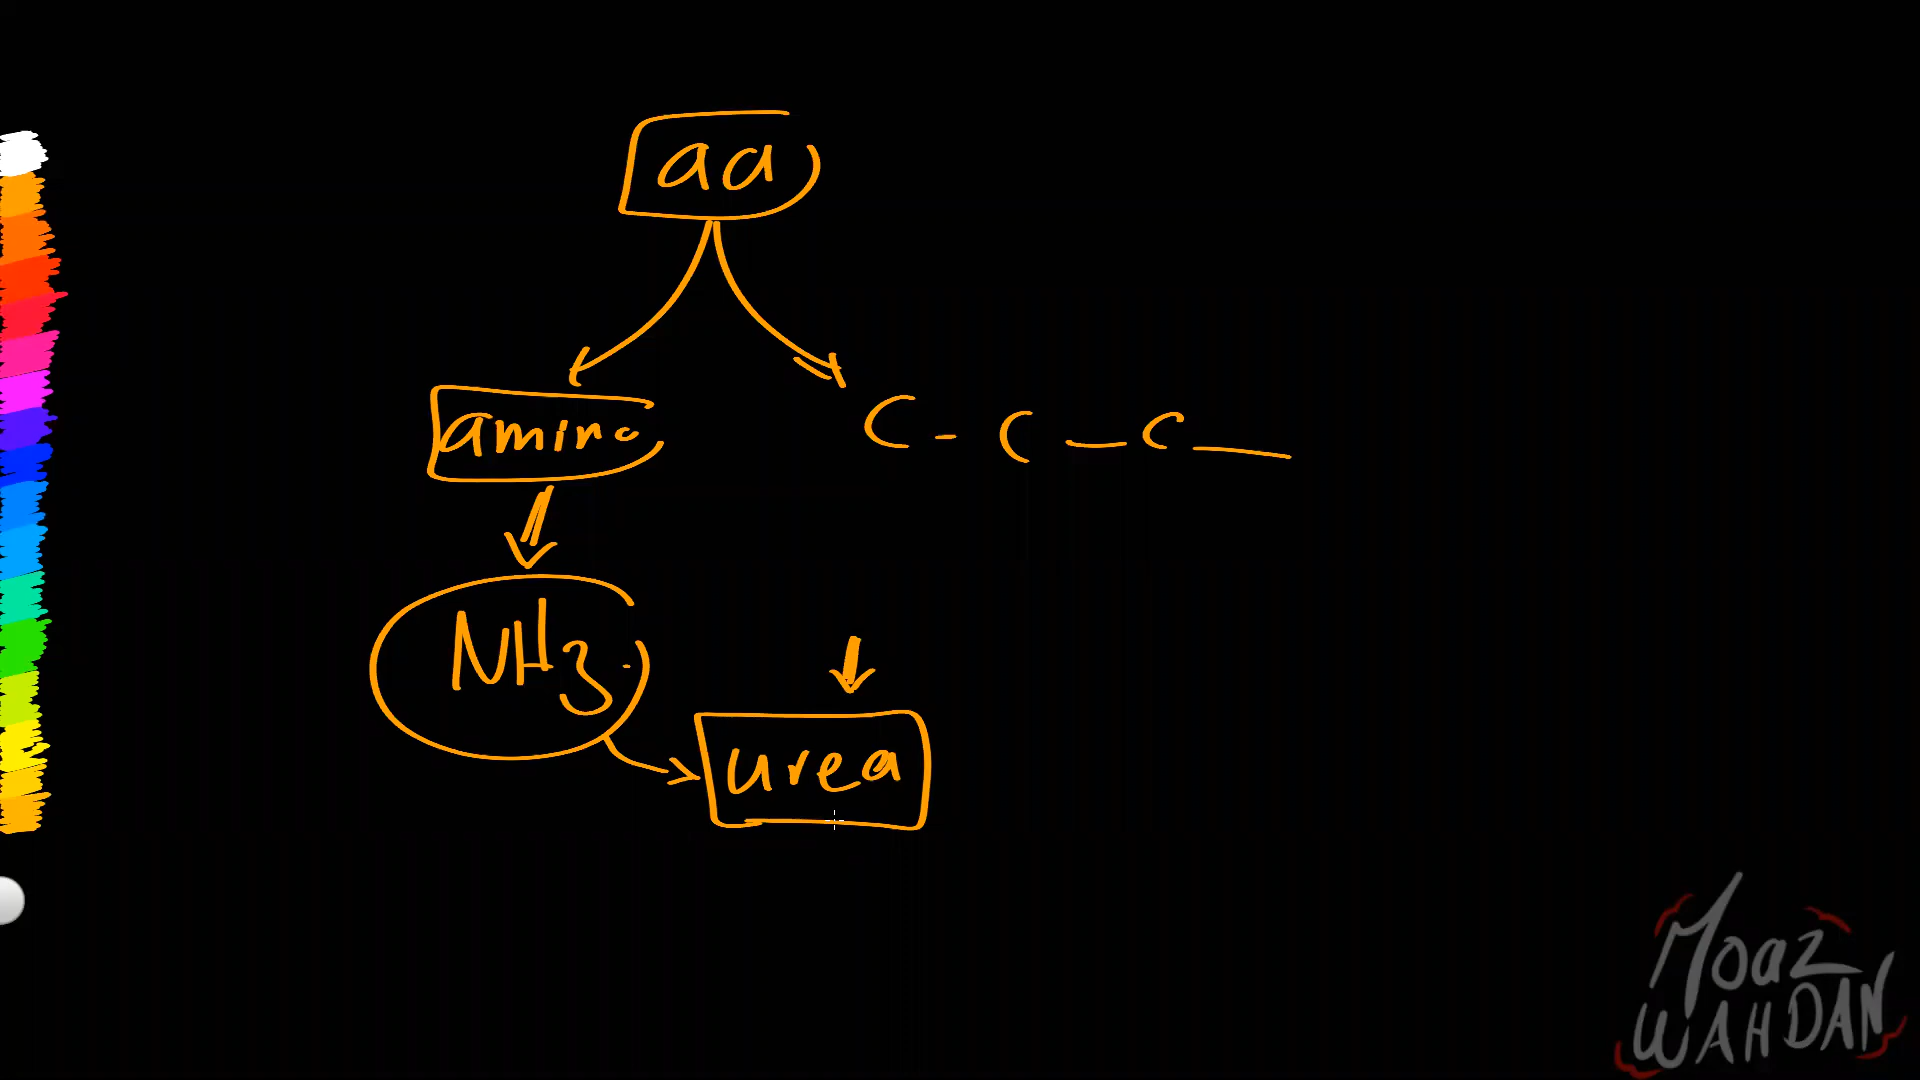 aa
amino
C - C - C -
NH3
urea
MOAZ
WAHDAN